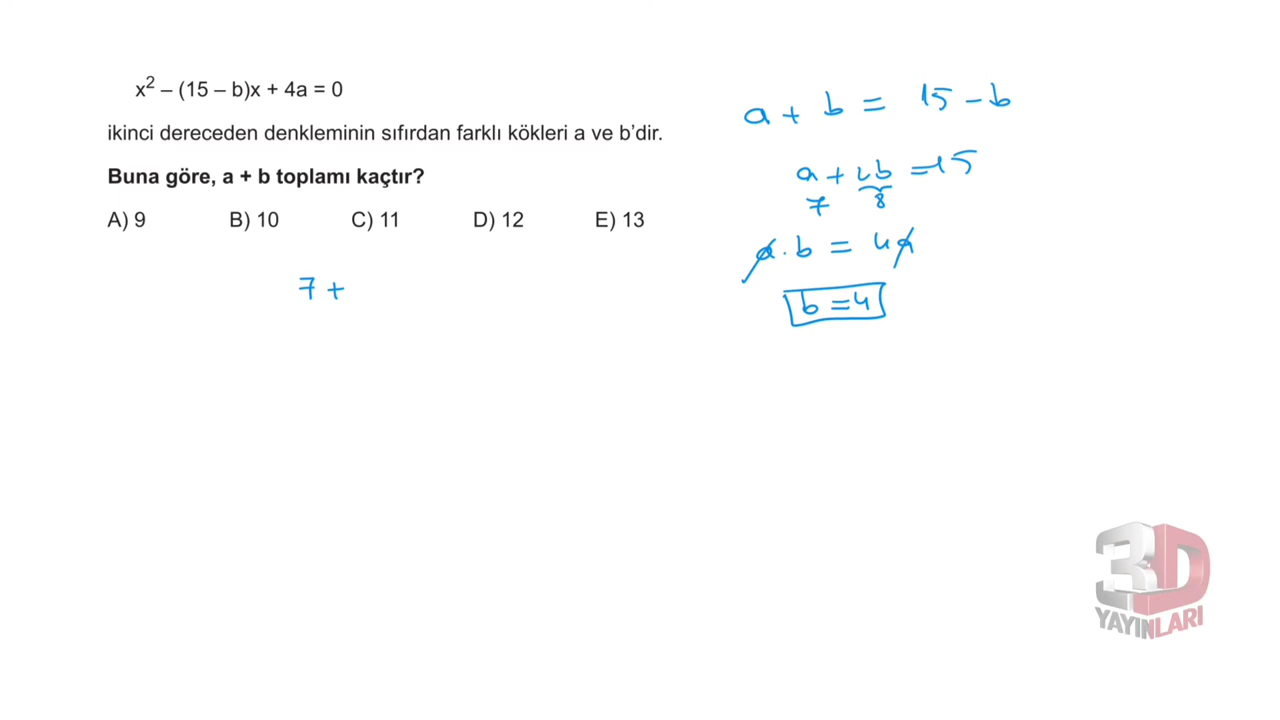 x² – (15 – b)x + 4a = 0
ikinci dereceden denkleminin sıfırdan farklı kökleri a ve b'dir.
Buna göre, a + b toplamı kaçtır?
A) 9 B) 10 C) 11 D) 12 E) 13
7 +
a + b = 15 – b
a + 2b = 15
7 8
a . b = 4a
b = 4
3D
YAYINLARI